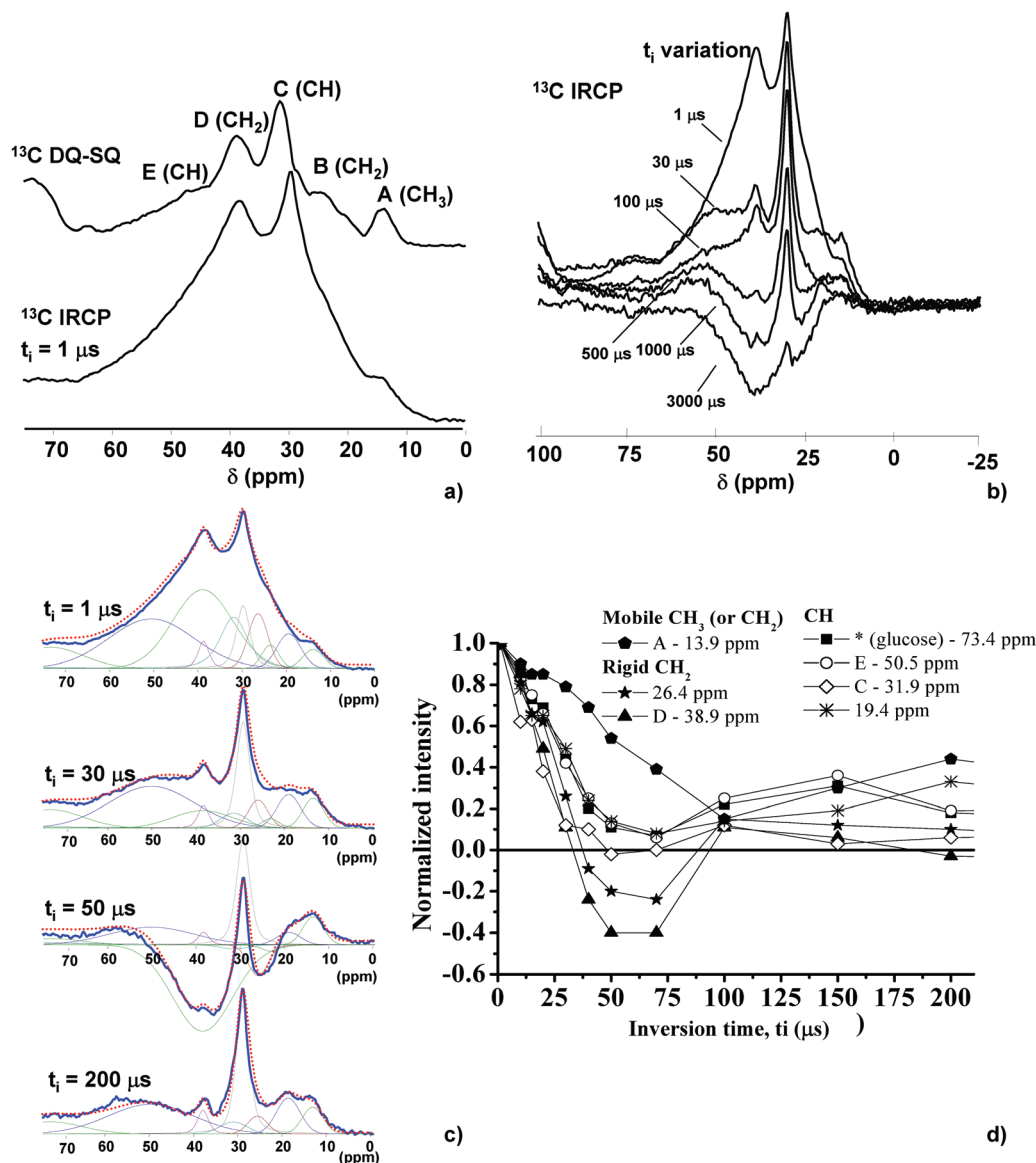 C (CH)
D (CH₂)
¹³C DQ-SQ
E (CH)
B (CH₂)
A (CH₃)
¹³C IRCP
tᵢ = 1 μs
70 60 50 40 30 20 10 0
δ (ppm)
a)
tᵢ variation
¹³C IRCP
1 μs
30 μs
100 μs
500 μs
1000 μs
3000 μs
100 75 50 25 0 -25
δ (ppm)
b)
tᵢ = 1 μs
70 60 50 40 30 20 10 0
(ppm) (ppm)
tᵢ = 30 μs
70 60 50 40 30 20 10 0
(ppm) (ppm)
tᵢ = 50 μs
70 60 50 40 30 20 10 0
(ppm) (ppm)
tᵢ = 200 μs
70 60 50 40 30 20 10 0
(ppm) (ppm)
c)
Mobile CH₃ (or CH₂)
A - 13.9 ppm
Rigid CH₂
26.4 ppm
D - 38.9 ppm
CH
* (glucose) - 73.4 ppm
E - 50.5 ppm
C - 31.9 ppm
19.4 ppm
1.0
0.8
0.6
0.4
0.2
0.0
-0.2
-0.4
-0.6
Normalized intensity
0 25 50 75 100 125 150 175 200
Inversion time, ti (μs)
)
d)